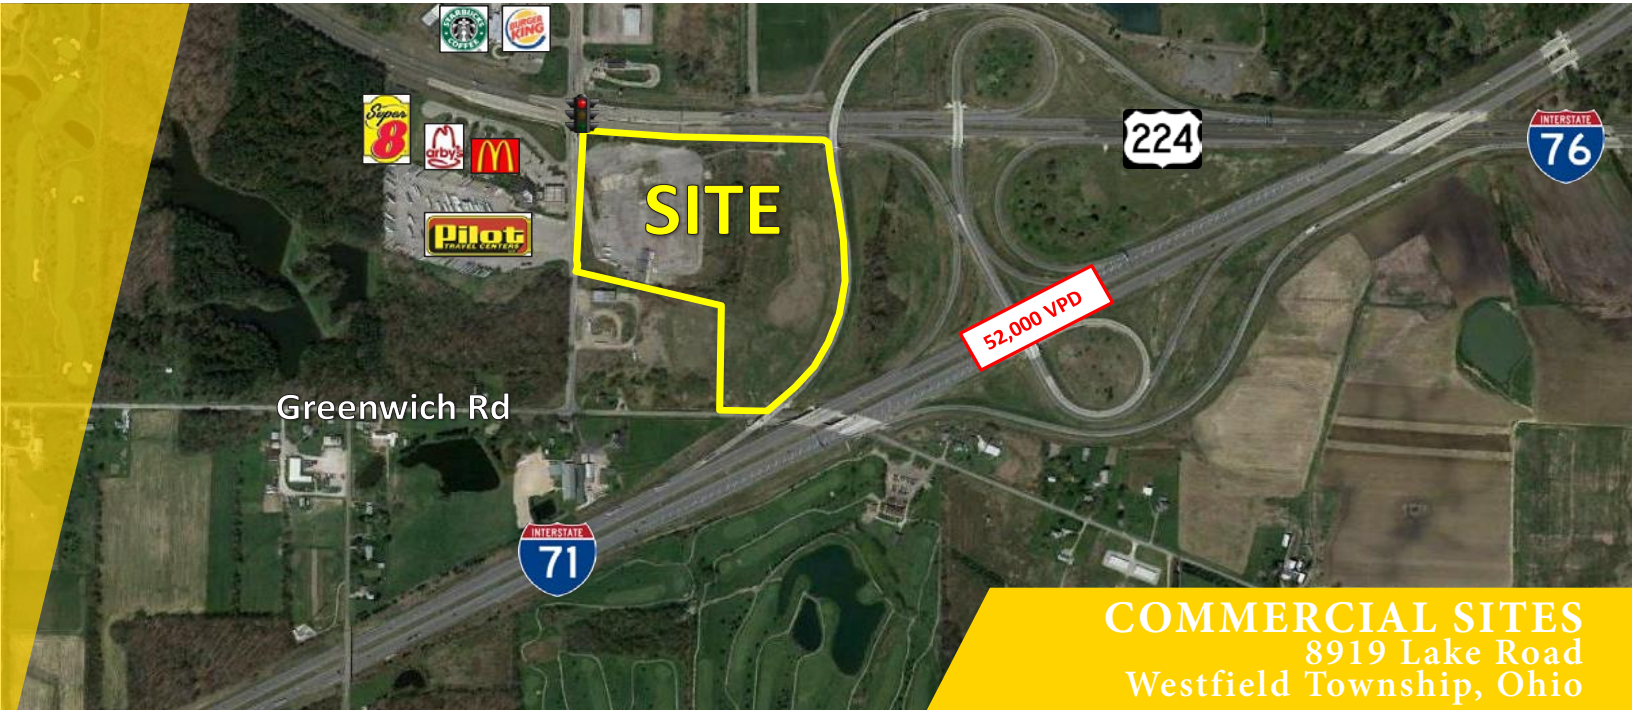 STARBUCKS
COFFEE
BURGER
KING
Super
8
arby's
Pilot
TRAVEL CENTERS
SITE
224
INTERSTATE
76
52,000 VPD
Greenwich Rd
INTERSTATE
71
COMMERCIAL SITES
8919 Lake Road
Westfield Township, Ohio